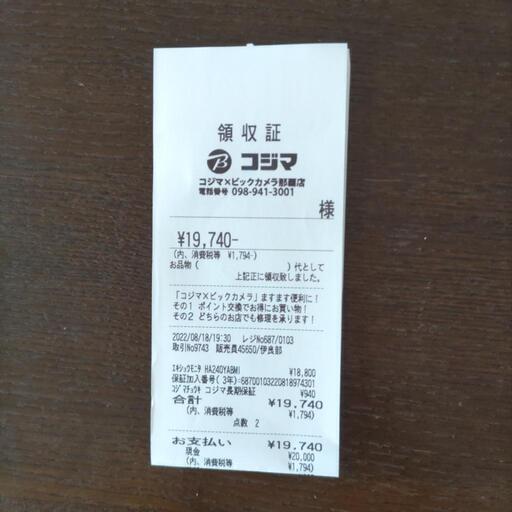 領収証
コジマ
コジマ×ビックカメラ那覇店
電話番号 098-941-3001
様
¥19,740-
(内、消費税等 ¥1,794-)
お品物( )代として
上記正に領収致しました。
「コジマ×ビックカメラ」ますます便利に!
その1 ポイント交換でお得にお買い物!
その2 どちらのお店でも修理を承ります!
2022/08/18/19:30 レジNo687/0103
取引No9743 販売員45650/伊良部
エキショウモニタ HA240YABMI ¥18,800
保証加入番号( 3年):68700103220818974301
コジマチョウキ コジマ長期保証 ¥940
合計 ¥19,740
(内、消費税等 ¥1,794)
点数 2
お支払い ¥19,740
現金 ¥20,000
(内、消費税等 ¥1,794)